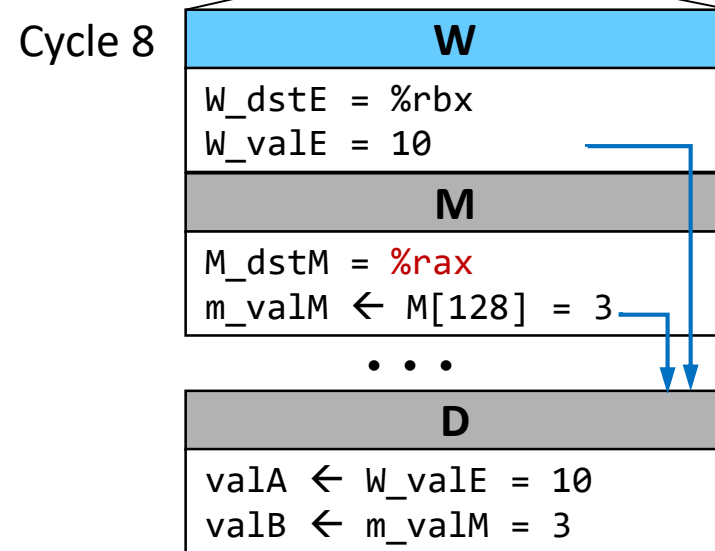 Cycle 8
W
W_dstE = %rbx
W_valE = 10
M
M_dstM = %rax
m_valM ← M[128] = 3
• • •
D
valA ← W_valE = 10
valB ← m_valM = 3